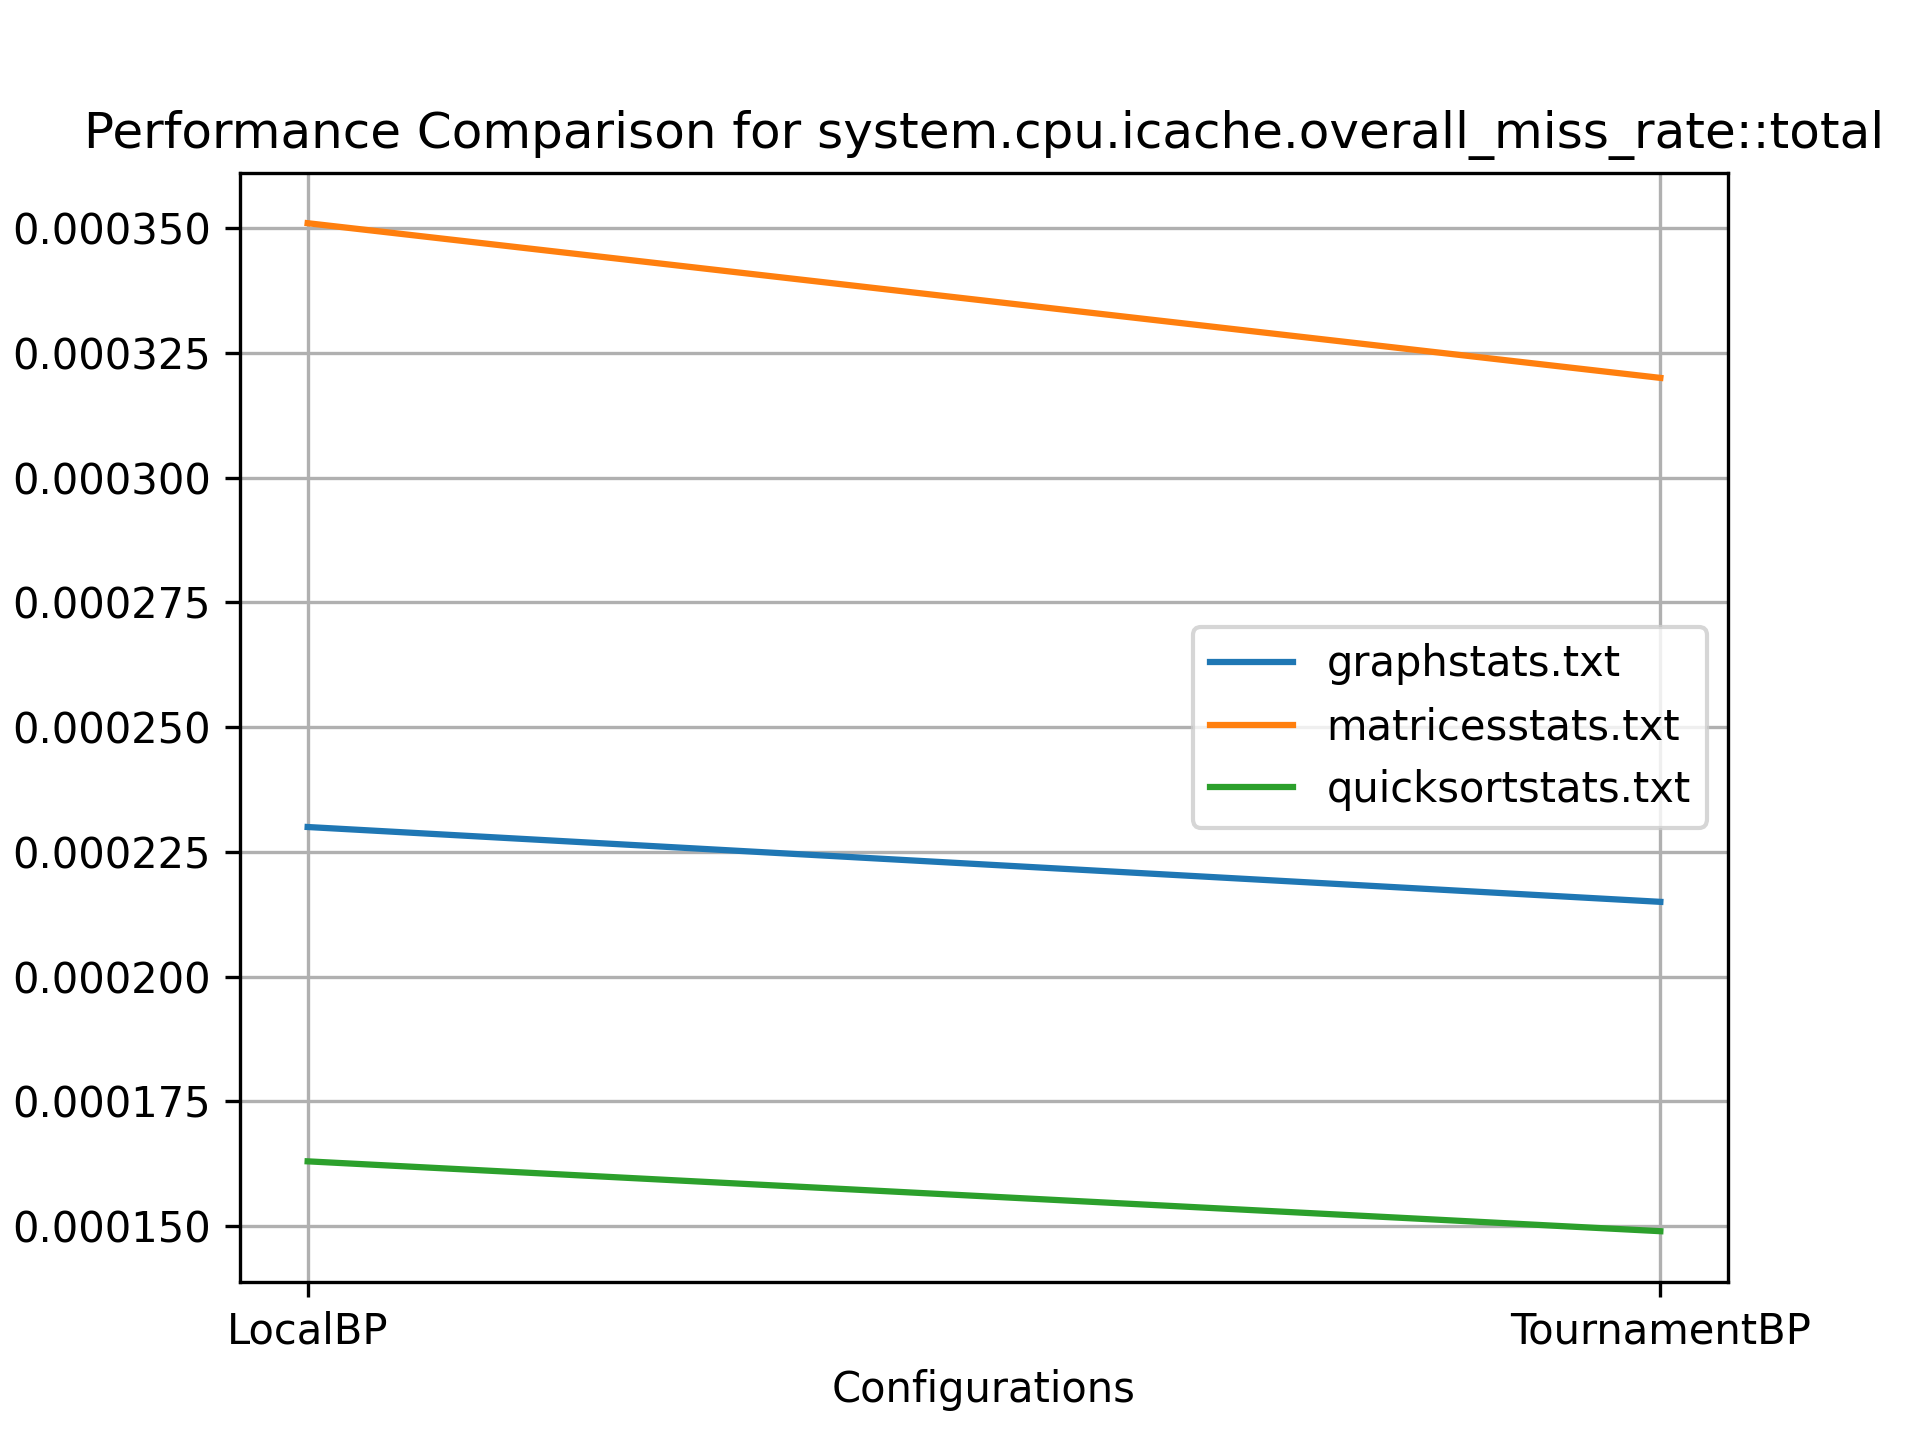 Performance Comparison for system.cpu.icache.overall_miss_rate::total
0.000350
0.000325
0.000300
0.000275
0.000250
0.000225
0.000200
0.000175
0.000150
graphstats.txt
matricesstats.txt
quicksortstats.txt
LocalBP
TournamentBP
Configurations